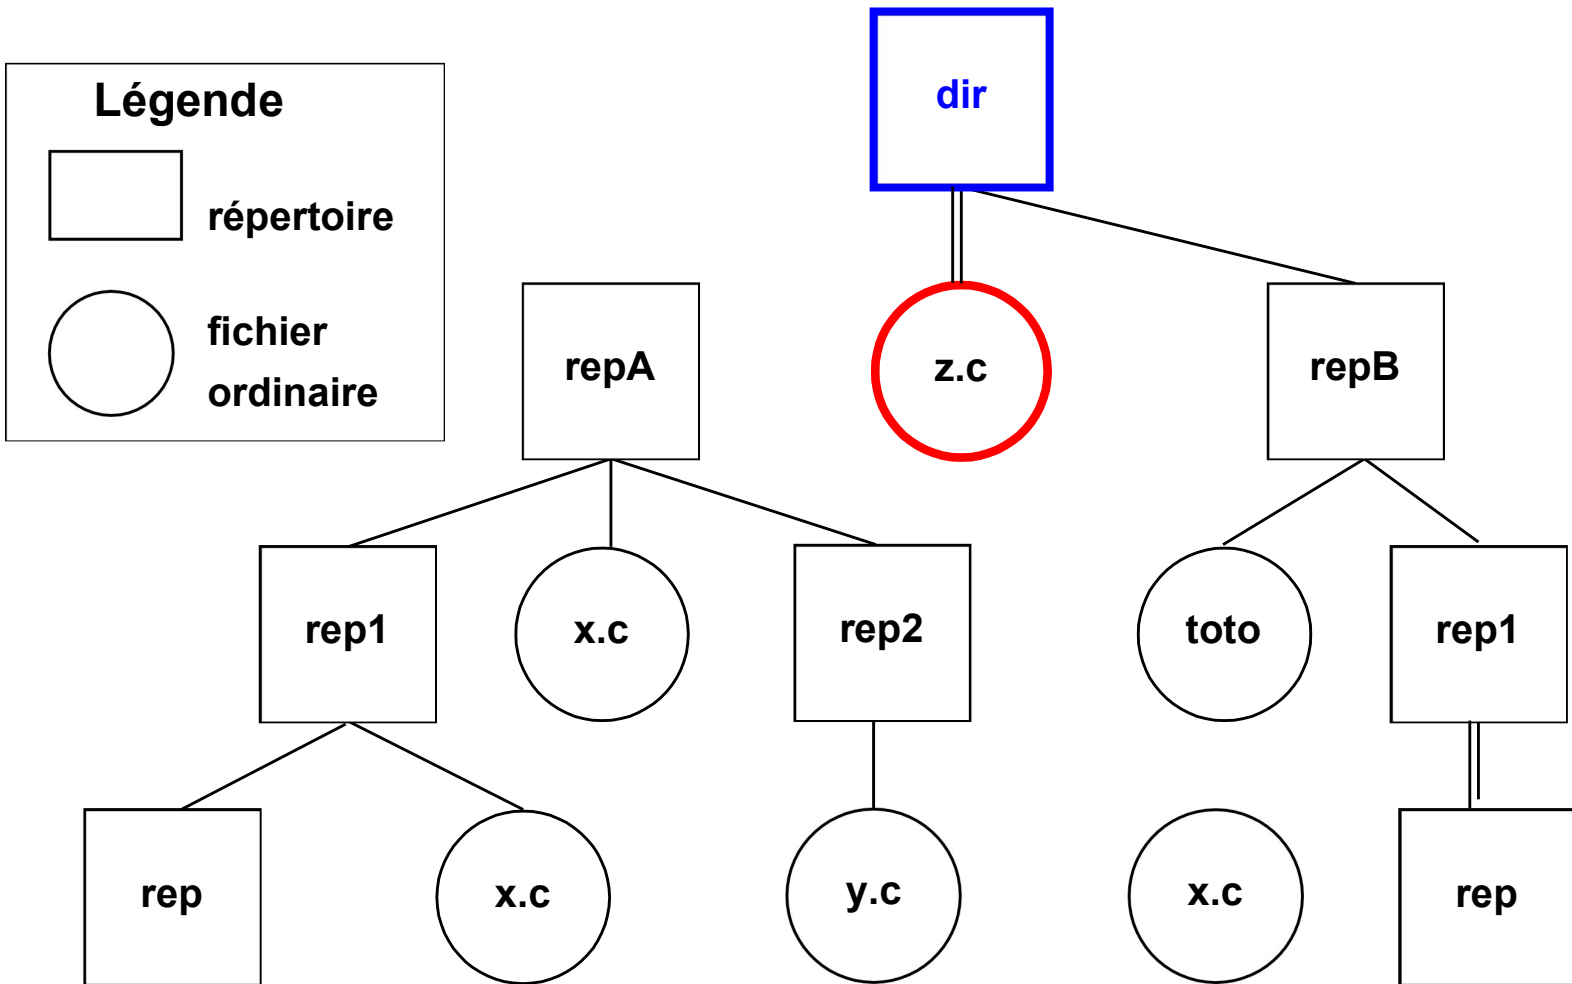 Légende
répertoire
fichier
ordinaire
dir
repA
z.c
repB
rep1
x.c
rep2
toto
rep1
rep
x.c
y.c
x.c
rep